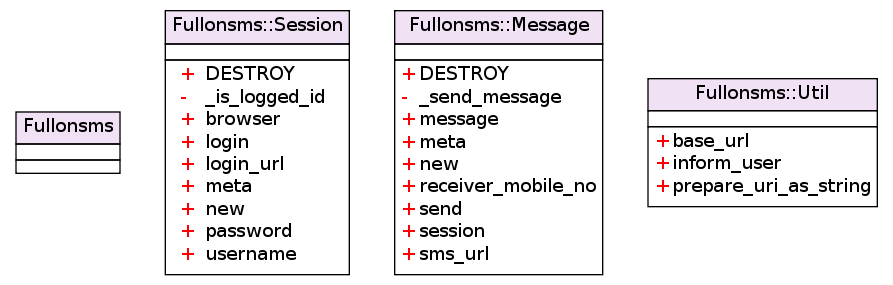 Fullonsms
Fullonsms::Session
+ DESTROY
- _is_logged_id
+ browser
+ login
+ login_url
+ meta
+ new
+ password
+ username
Fullonsms::Message
+ DESTROY
- _send_message
+ message
+ meta
+ new
+ receiver_mobile_no
+ send
+ session
+ sms_url
Fullonsms::Util
+ base_url
+ inform_user
+ prepare_uri_as_string